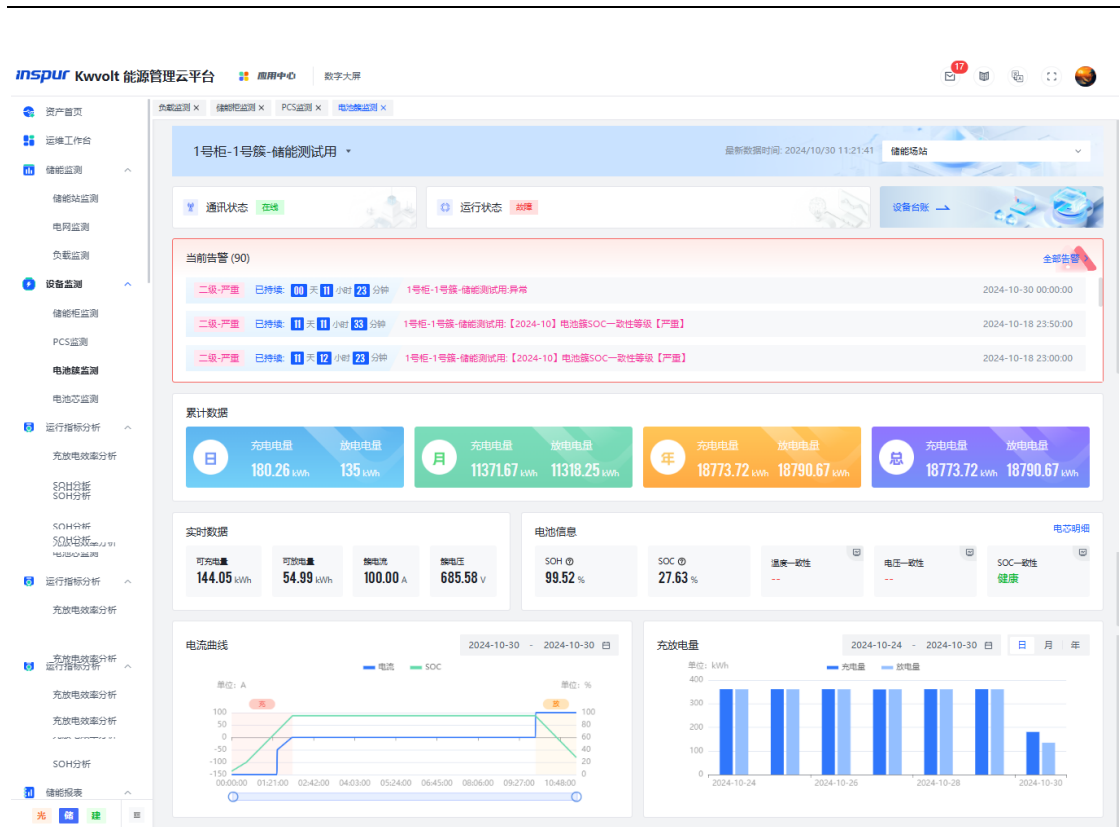 inspur Kwvolt 能源管理云平台 应用中心 数字大屏 17
资产首页
运维工作台
储能监测
储能站监测
电网监测
负载监测
设备监测
储能柜监测
PCS监测
电池簇监测
电池芯监测
运行指标分析
充放电效率分析
SOH分析
SOH分析
SOH分析
SOH分析
运行指标分析
充放电效率分析
充放电效率分析
运行指标分析
充放电效率分析
充放电效率分析
SOH分析
储能报表
光 储 建
负载监测 × 储能柜监测 × PCS监测 × 电池簇监测 ×
1号柜-1号簇-储能测试用
最新数据时间: 2024/10/30 11:21:41 储能场站
通讯状态 在线
运行状态 故障
设备台账
当前告警 (90) 全部告警
二级-严重 已持续: 00 天 11 小时 23 分钟 1号柜-1号簇-储能测试用:异常 2024-10-30 00:00:00
二级-严重 已持续: 11 天 11 小时 33 分钟 1号柜-1号簇-储能测试用:【2024-10】电池簇SOC一致性等级【严重】 2024-10-18 23:50:00
二级-严重 已持续: 11 天 12 小时 23 分钟 1号柜-1号簇-储能测试用:【2024-10】电池簇SOC一致性等级【严重】 2024-10-18 23:00:00
累计数据
日 充电电量 180.26 kWh 放电电量 135 kWh
月 充电电量 11371.67 kWh 放电电量 11318.25 kWh
年 充电电量 18773.72 kWh 放电电量 18790.67 kWh
总 充电电量 18773.72 kWh 放电电量 18790.67 kWh
实时数据
可充电量 144.05 kWh
可放电量 54.99 kWh
簇电流 100.00 A
簇电压 685.58 V
电池信息 电芯明细
SOH 99.52 %
SOC 27.63 %
温度一致性 --
电压一致性 --
SOC一致性 健康
电流曲线 2024-10-30 - 2024-10-30
电流 SOC
单位: A 单位: %
充 放
100 100
50 80
0 60
-50 40
-100 20
-150 0
00:00:00 01:21:00 02:42:00 04:03:00 05:24:00 06:45:00 08:06:00 09:27:00 10:48:00
充放电量 2024-10-24 - 2024-10-30 日 月 年
单位: kWh 充电量 放电量
400
300
200
100
0
2024-10-24 2024-10-26 2024-10-28 2024-10-30